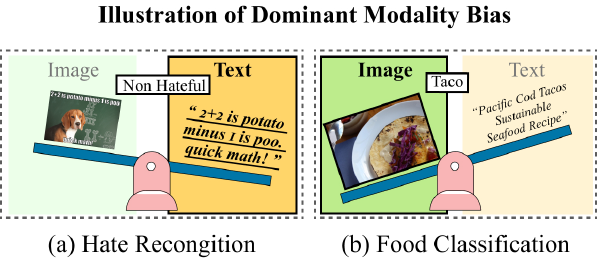 Illustration of Dominant Modality Bias
Image
Text
Non Hateful
2+2 is potato minus 1 is poo
quick math!
“ 2+2 is potato
minus 1 is poo.
quick math! ”
(a) Hate Recongition
Image
Text
Taco
“Pacific Cod Tacos
Sustainable
Seafood Recipe”
(b) Food Classification